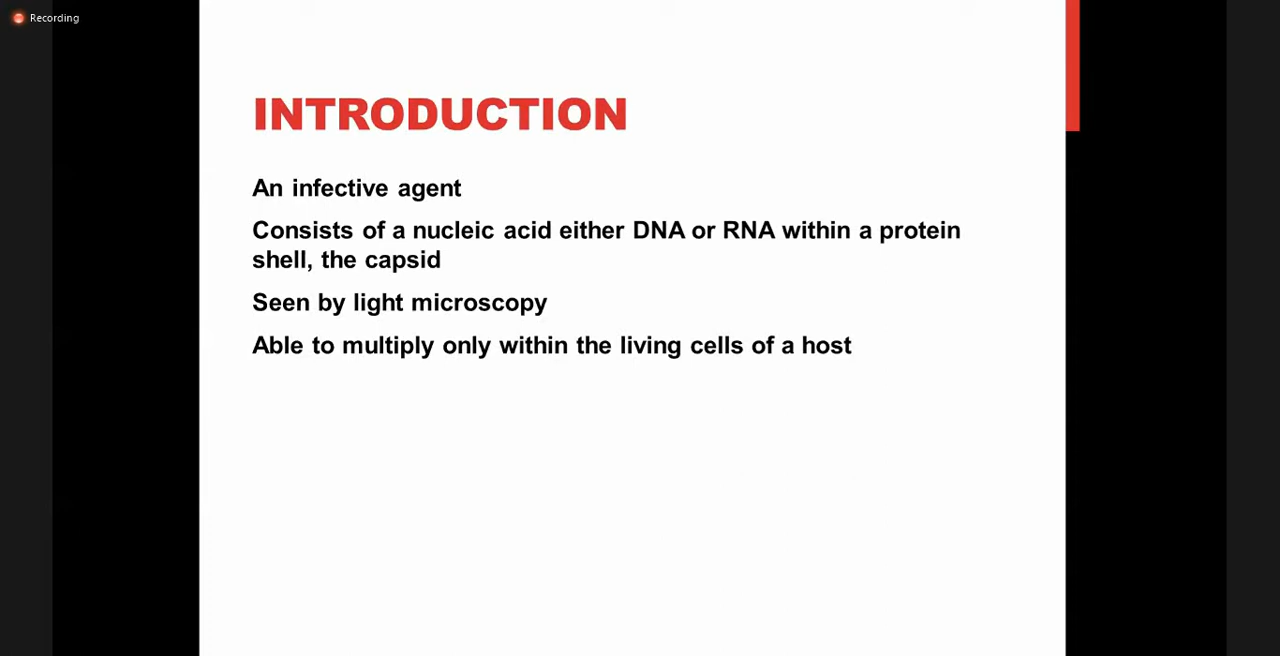 Recording
INTRODUCTION
An infective agent
Consists of a nucleic acid either DNA or RNA within a protein
shell, the capsid
Seen by light microscopy
Able to multiply only within the living cells of a host